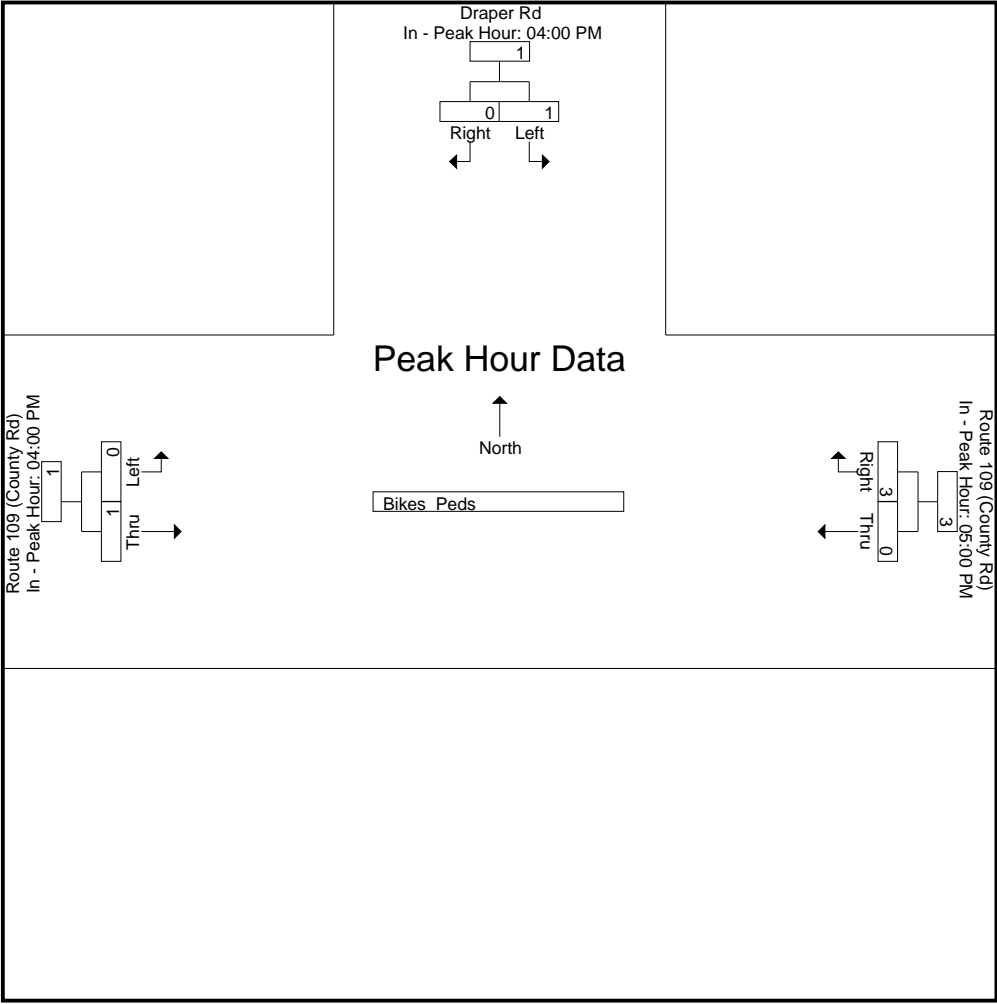 Draper Rd
In - Peak Hour: 04:00 PM
1
0 1
Right Left
Peak Hour Data
North
Bikes Peds
Route 109 (County Rd)
In - Peak Hour: 04:00 PM
1
0 1
Left Thru
Route 109 (County Rd)
In - Peak Hour: 05:00 PM
3
3 0
Right Thru